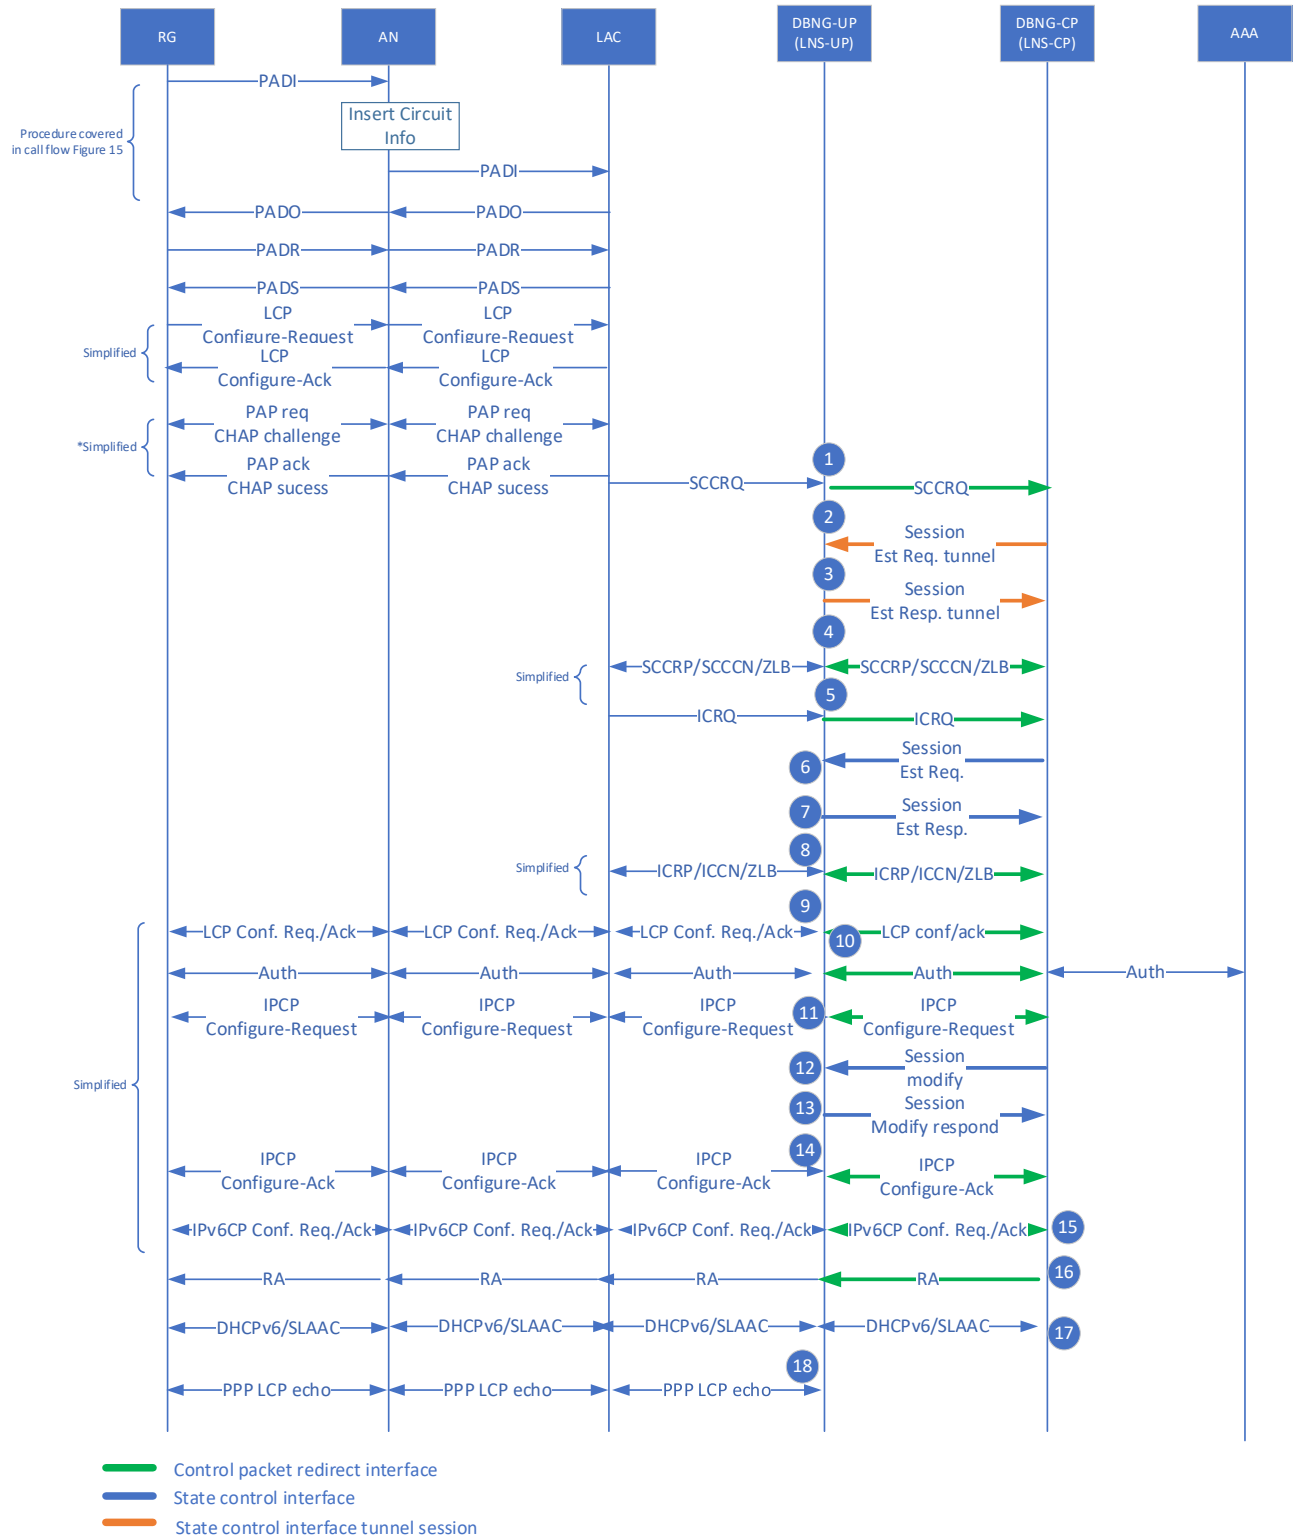 RG
AN
LAC
DBNG-UP
(LNS-UP)
DBNG-CP
(LNS-CP)
AAA
PADI
Insert Circuit
Info
Procedure covered
in call flow Figure 15
PADI
PADO
PADO
PADR
PADR
PADS
PADS
LCP
Configure-Request
LCP
Configure-Request
Simplified
LCP
Configure-Ack
LCP
Configure-Ack
PAP req
CHAP challenge
PAP req
CHAP challenge
*Simplified
PAP ack
CHAP sucess
PAP ack
CHAP sucess
1
SCCRQ
SCCRQ
2
Session
Est Req. tunnel
3
Session
Est Resp. tunnel
4
Simplified
SCCRP/SCCCN/ZLB
SCCRP/SCCCN/ZLB
5
ICRQ
ICRQ
6
Session
Est Req.
7
Session
Est Resp.
8
Simplified
ICRP/ICCN/ZLB
ICRP/ICCN/ZLB
9
LCP Conf. Req./Ack
LCP Conf. Req./Ack
LCP Conf. Req./Ack
10
LCP conf/ack
Auth
Auth
Auth
Auth
Auth
IPCP
Configure-Request
IPCP
Configure-Request
IPCP
Configure-Request
11
IPCP
Configure-Request
12
Session
modify
Simplified
13
Session
Modify respond
14
IPCP
Configure-Ack
IPCP
Configure-Ack
IPCP
Configure-Ack
IPCP
Configure-Ack
IPv6CP Conf. Req./Ack
IPv6CP Conf. Req./Ack
IPv6CP Conf. Req./Ack
IPv6CP Conf. Req./Ack
15
RA
RA
RA
RA
16
DHCPv6/SLAAC
DHCPv6/SLAAC
DHCPv6/SLAAC
DHCPv6/SLAAC
17
18
PPP LCP echo
PPP LCP echo
PPP LCP echo
Control packet redirect interface
State control interface
State control interface tunnel session